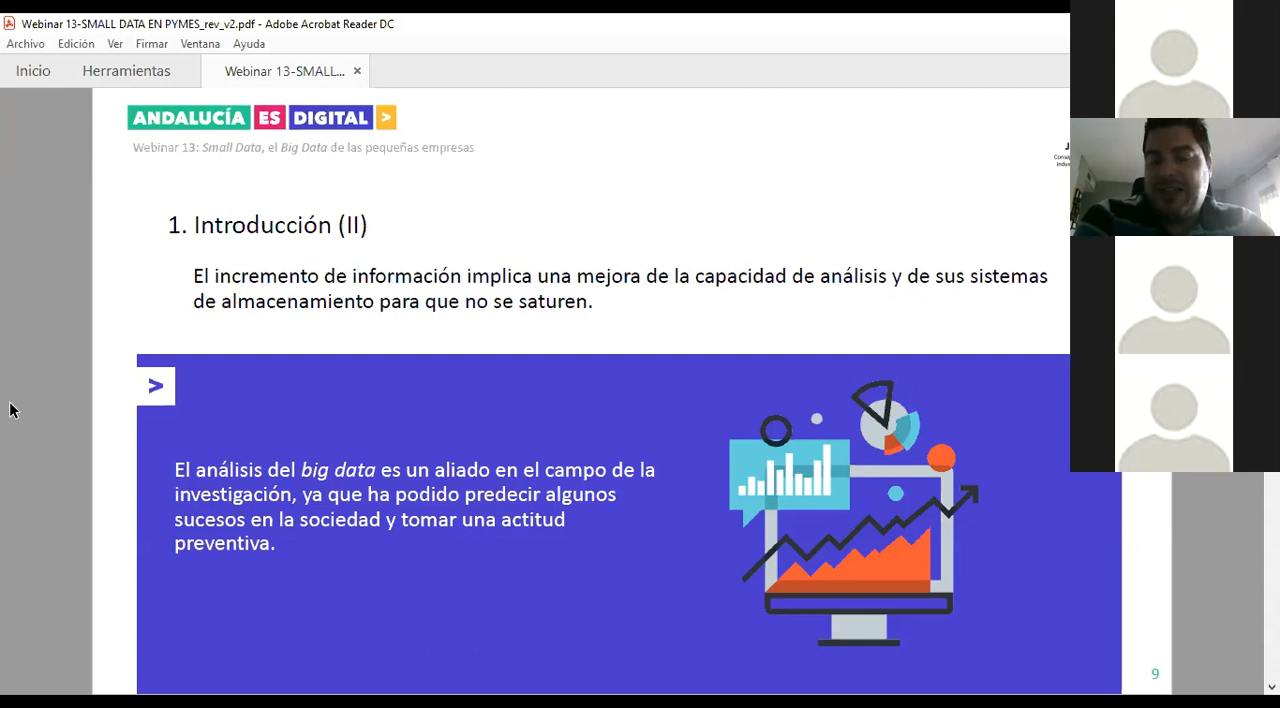 Webinar 13-SMALL DATA EN PYMES_rev_v2.pdf - Adobe Acrobat Reader DC
Archivo Edición Ver Firmar Ventana Ayuda
Inicio Herramientas Webinar 13-SMALL... ×
ANDALUCÍA ES DIGITAL >
Webinar 13: Small Data, el Big Data de las pequeñas empresas
1. Introducción (II)
El incremento de información implica una mejora de la capacidad de análisis y de sus sistemas
de almacenamiento para que no se saturen.
>
El análisis del big data es un aliado en el campo de la
investigación, ya que ha podido predecir algunos
sucesos en la sociedad y tomar una actitud
preventiva.
9